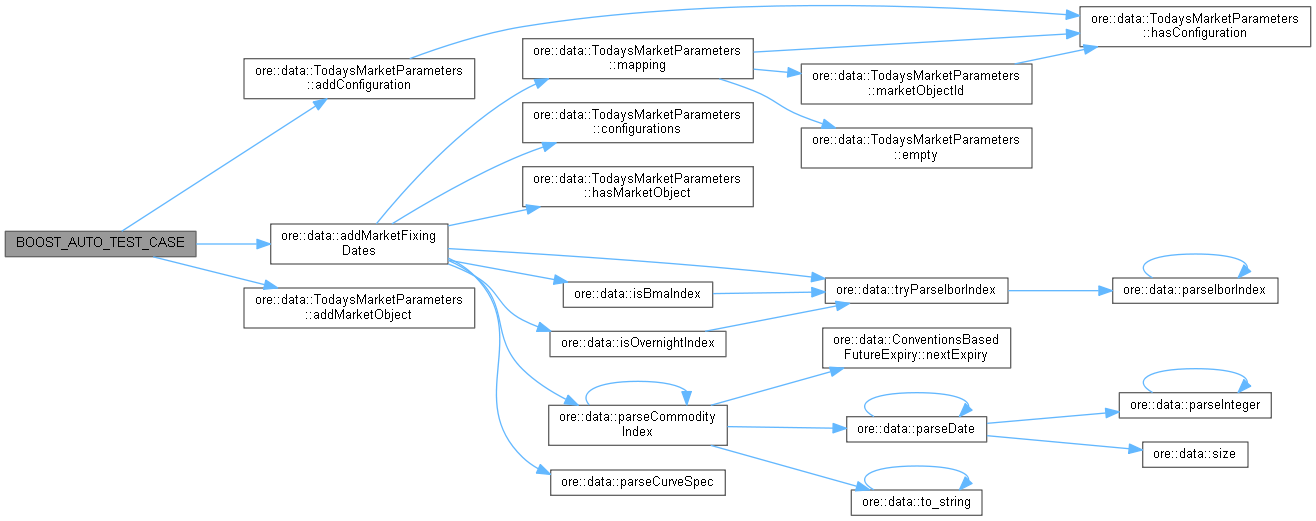 BOOST_AUTO_TEST_CASE
ore::data::TodaysMarketParameters
::addConfiguration
ore::data::addMarketFixing
Dates
ore::data::TodaysMarketParameters
::addMarketObject
ore::data::TodaysMarketParameters
::mapping
ore::data::TodaysMarketParameters
::configurations
ore::data::TodaysMarketParameters
::hasMarketObject
ore::data::isBmaIndex
ore::data::isOvernightIndex
ore::data::parseCommodity
Index
ore::data::parseCurveSpec
ore::data::TodaysMarketParameters
::marketObjectId
ore::data::TodaysMarketParameters
::empty
ore::data::tryParseIborIndex
ore::data::ConventionsBased
FutureExpiry::nextExpiry
ore::data::parseDate
ore::data::to_string
ore::data::TodaysMarketParameters
::hasConfiguration
ore::data::parseIborIndex
ore::data::parseInteger
ore::data::size